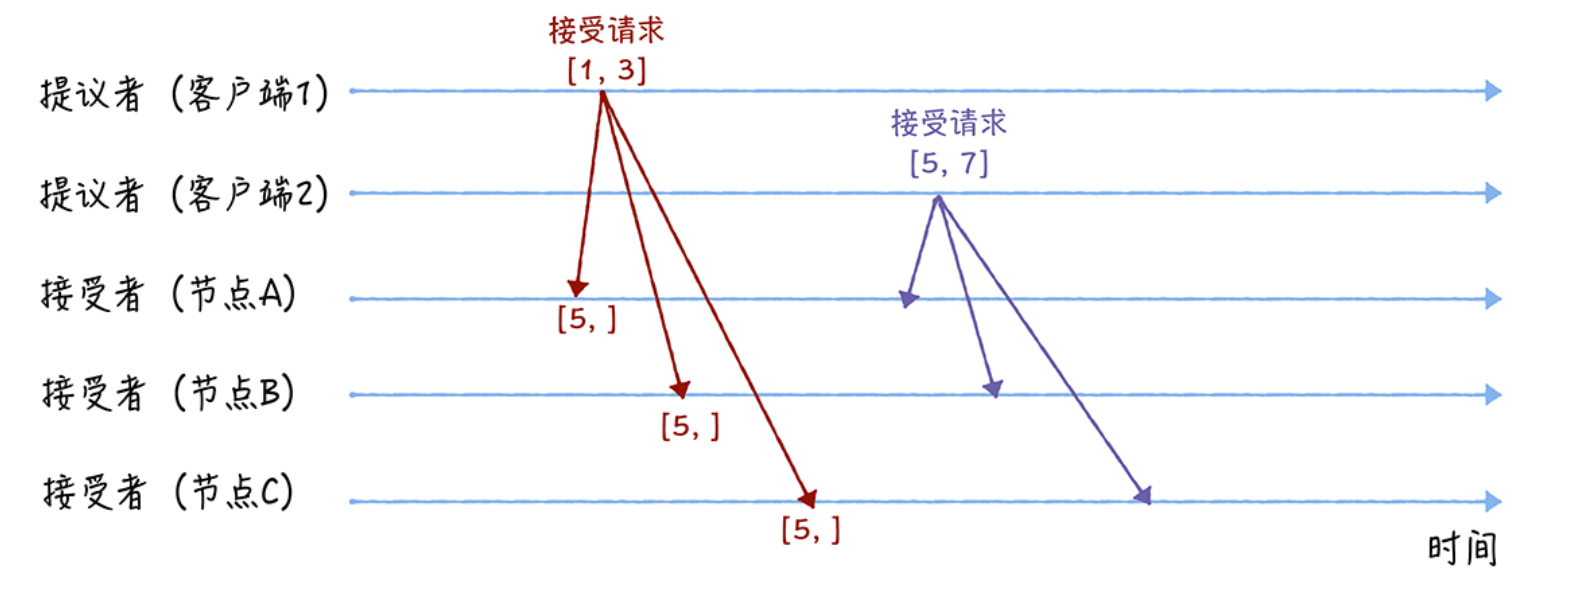 接受请求
[1, 3]
提议者（客户端1）
接受请求
[5, 7]
提议者（客户端2）
接受者（节点A）
[5, ]
接受者（节点B）
[5, ]
接受者（节点C）
[5, ]
时间